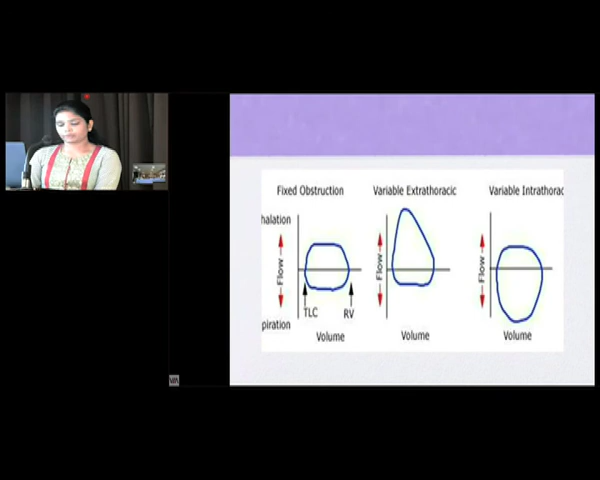 Fixed Obstruction
Variable Extrathoracic
Variable Intrathorac
halation
Flow
Flow
Flow
TLC
RV
piration
Volume
Volume
Volume